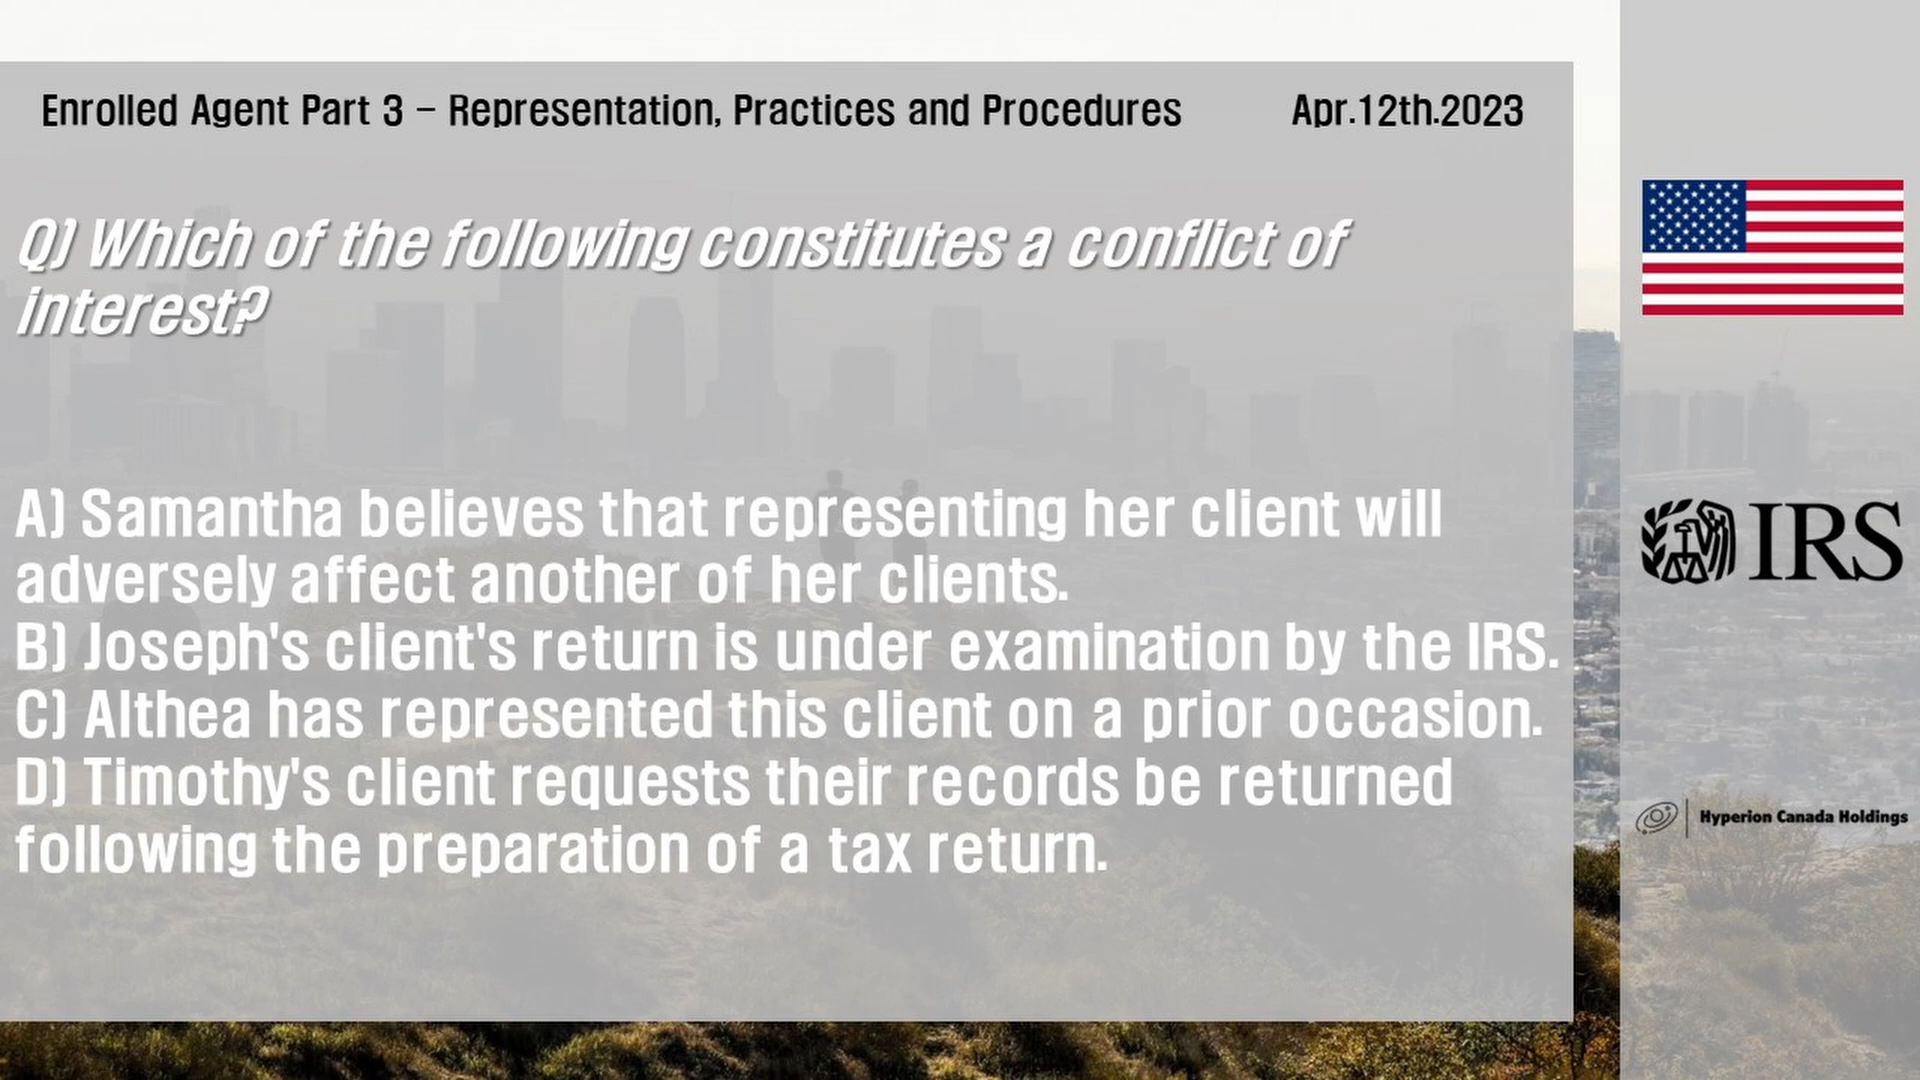 Enrolled Agent Part 3 – Representation, Practices and Procedures Apr.12th.2023
Q) Which of the following constitutes a conflict of
interest?
A) Samantha believes that representing her client will
adversely affect another of her clients.
B) Joseph's client's return is under examination by the IRS.
C) Althea has represented this client on a prior occasion.
D) Timothy's client requests their records be returned
following the preparation of a tax return.
IRS
Hyperion Canada Holdings